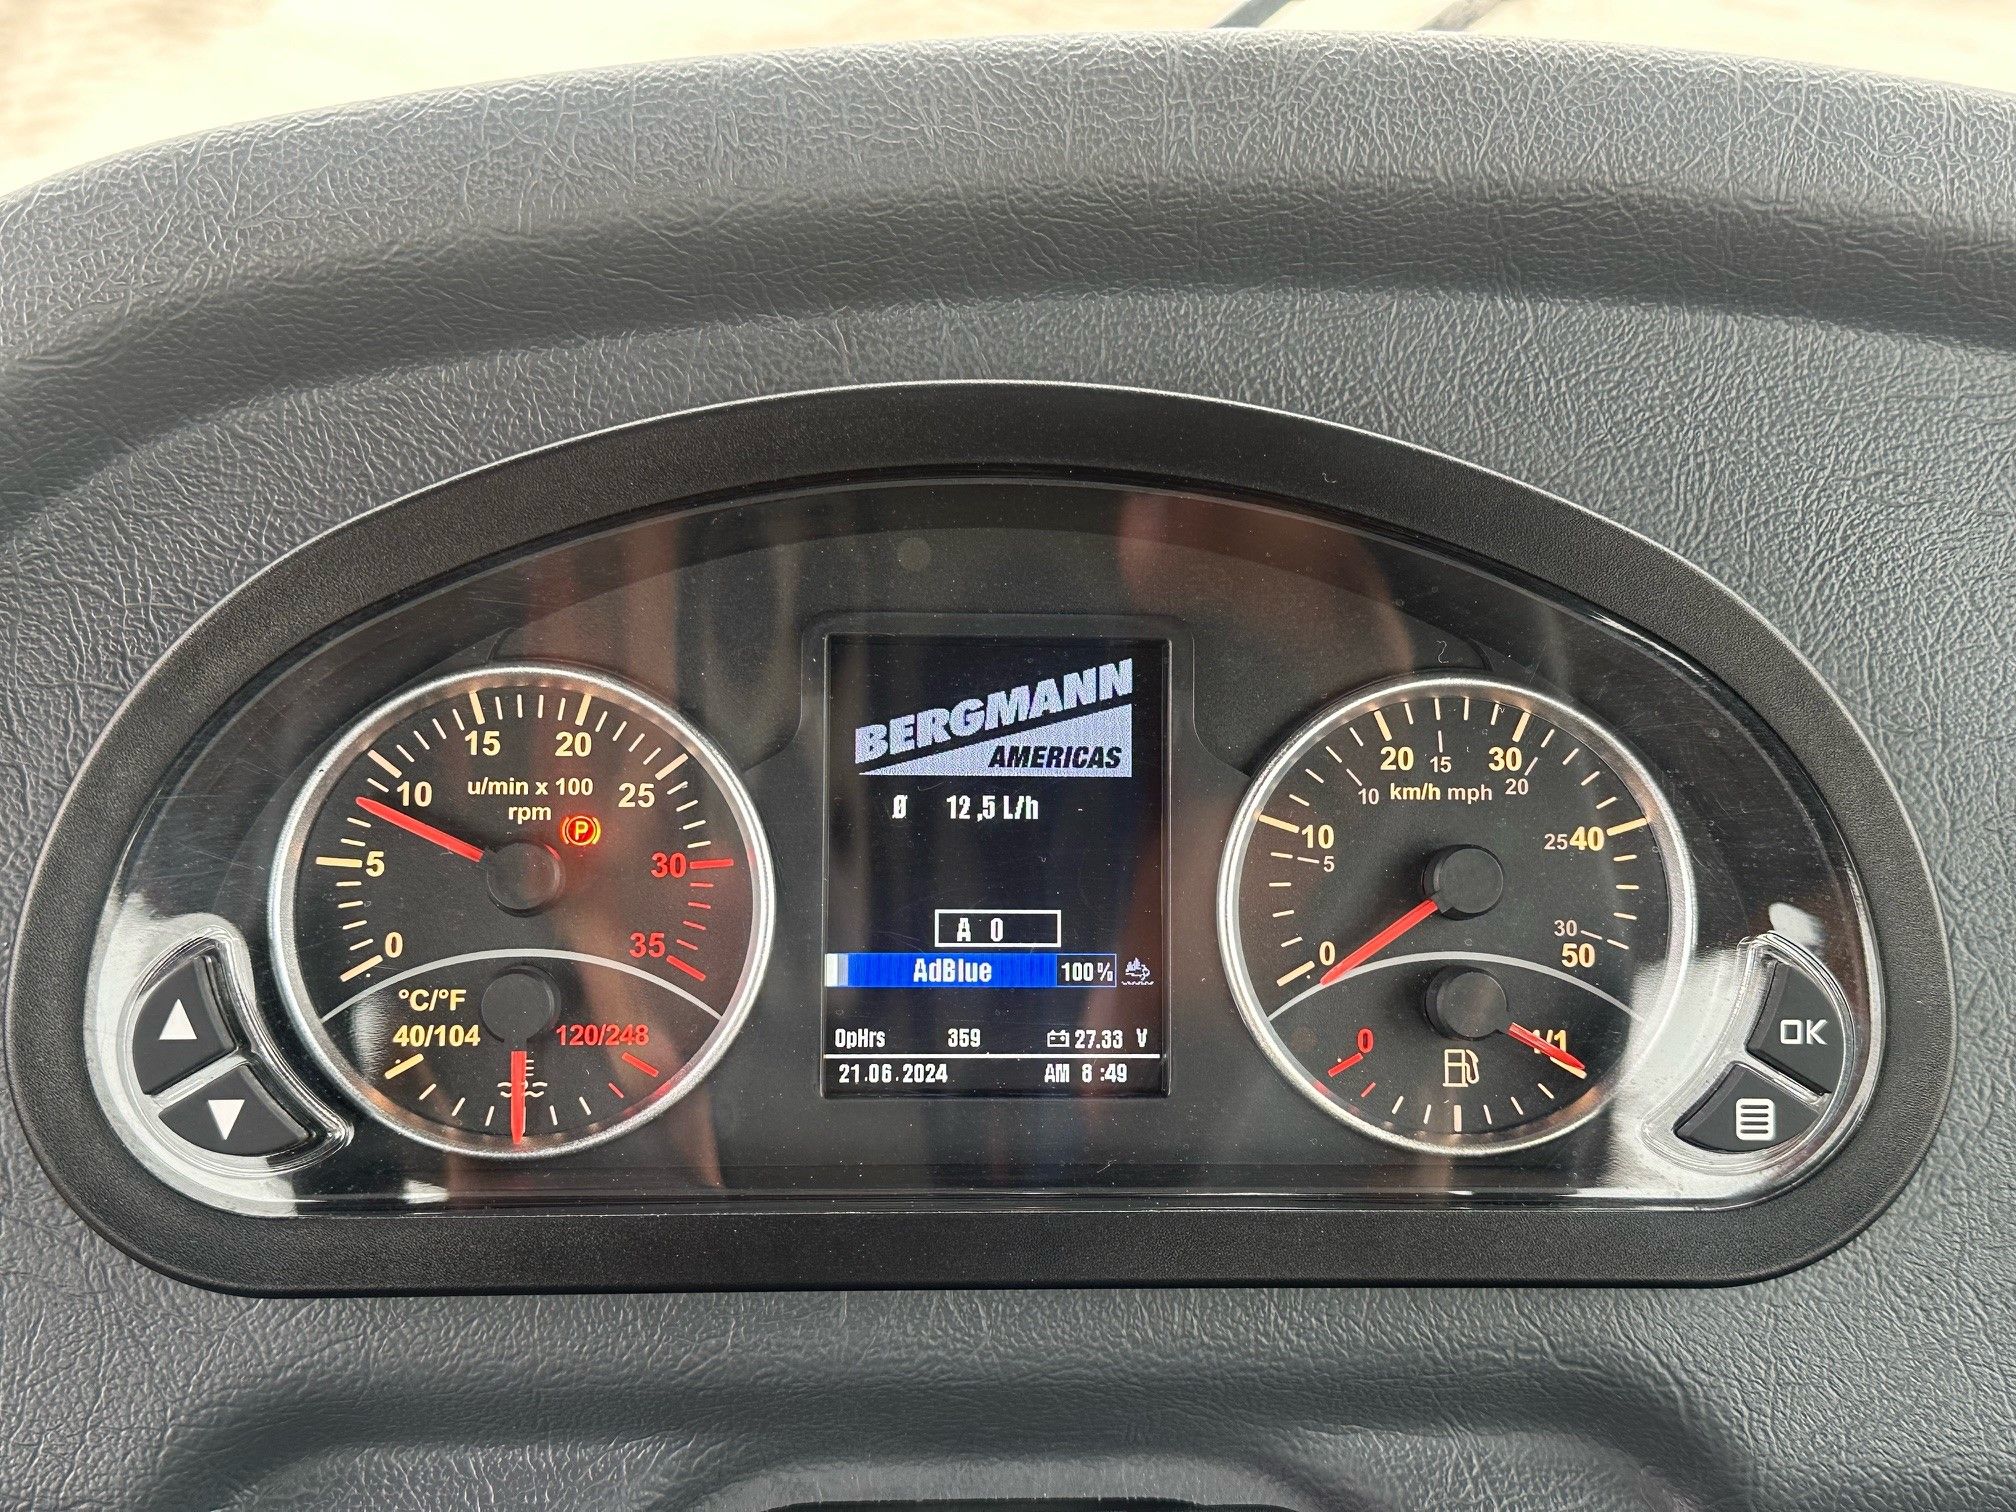 15 20
10 u/min x 100 25
rpm
P
5 30
0 35
°C/°F
40/104 120/248
BERGMANN
AMERICAS
Ø 12,5 L/h
A 0
AdBlue 100%
OpHrs 359 27.33 V
21.06.2024 AM 8:49
20 15 30
10 km/h mph 20
10 25 40
5
0 30
50
0 1/1
OK